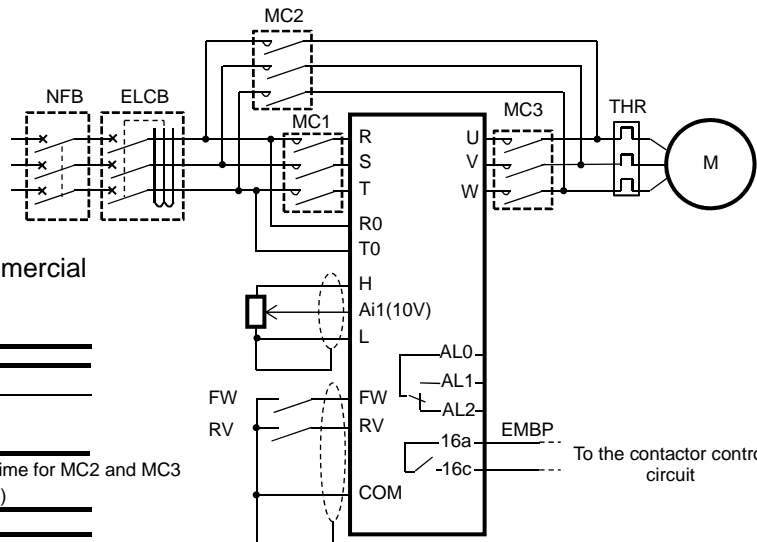 MC2
NFB ELCB
MC1
MC3
THR
R
S
T
U
V
W
M
R0
T0
H
Ai1(10V)
L
mercial
AL0
AL1
AL2
FW FW
RV RV
16a
16c
EMBP
To the contactor contro
circuit
COM
ime for MC2 and MC3
)